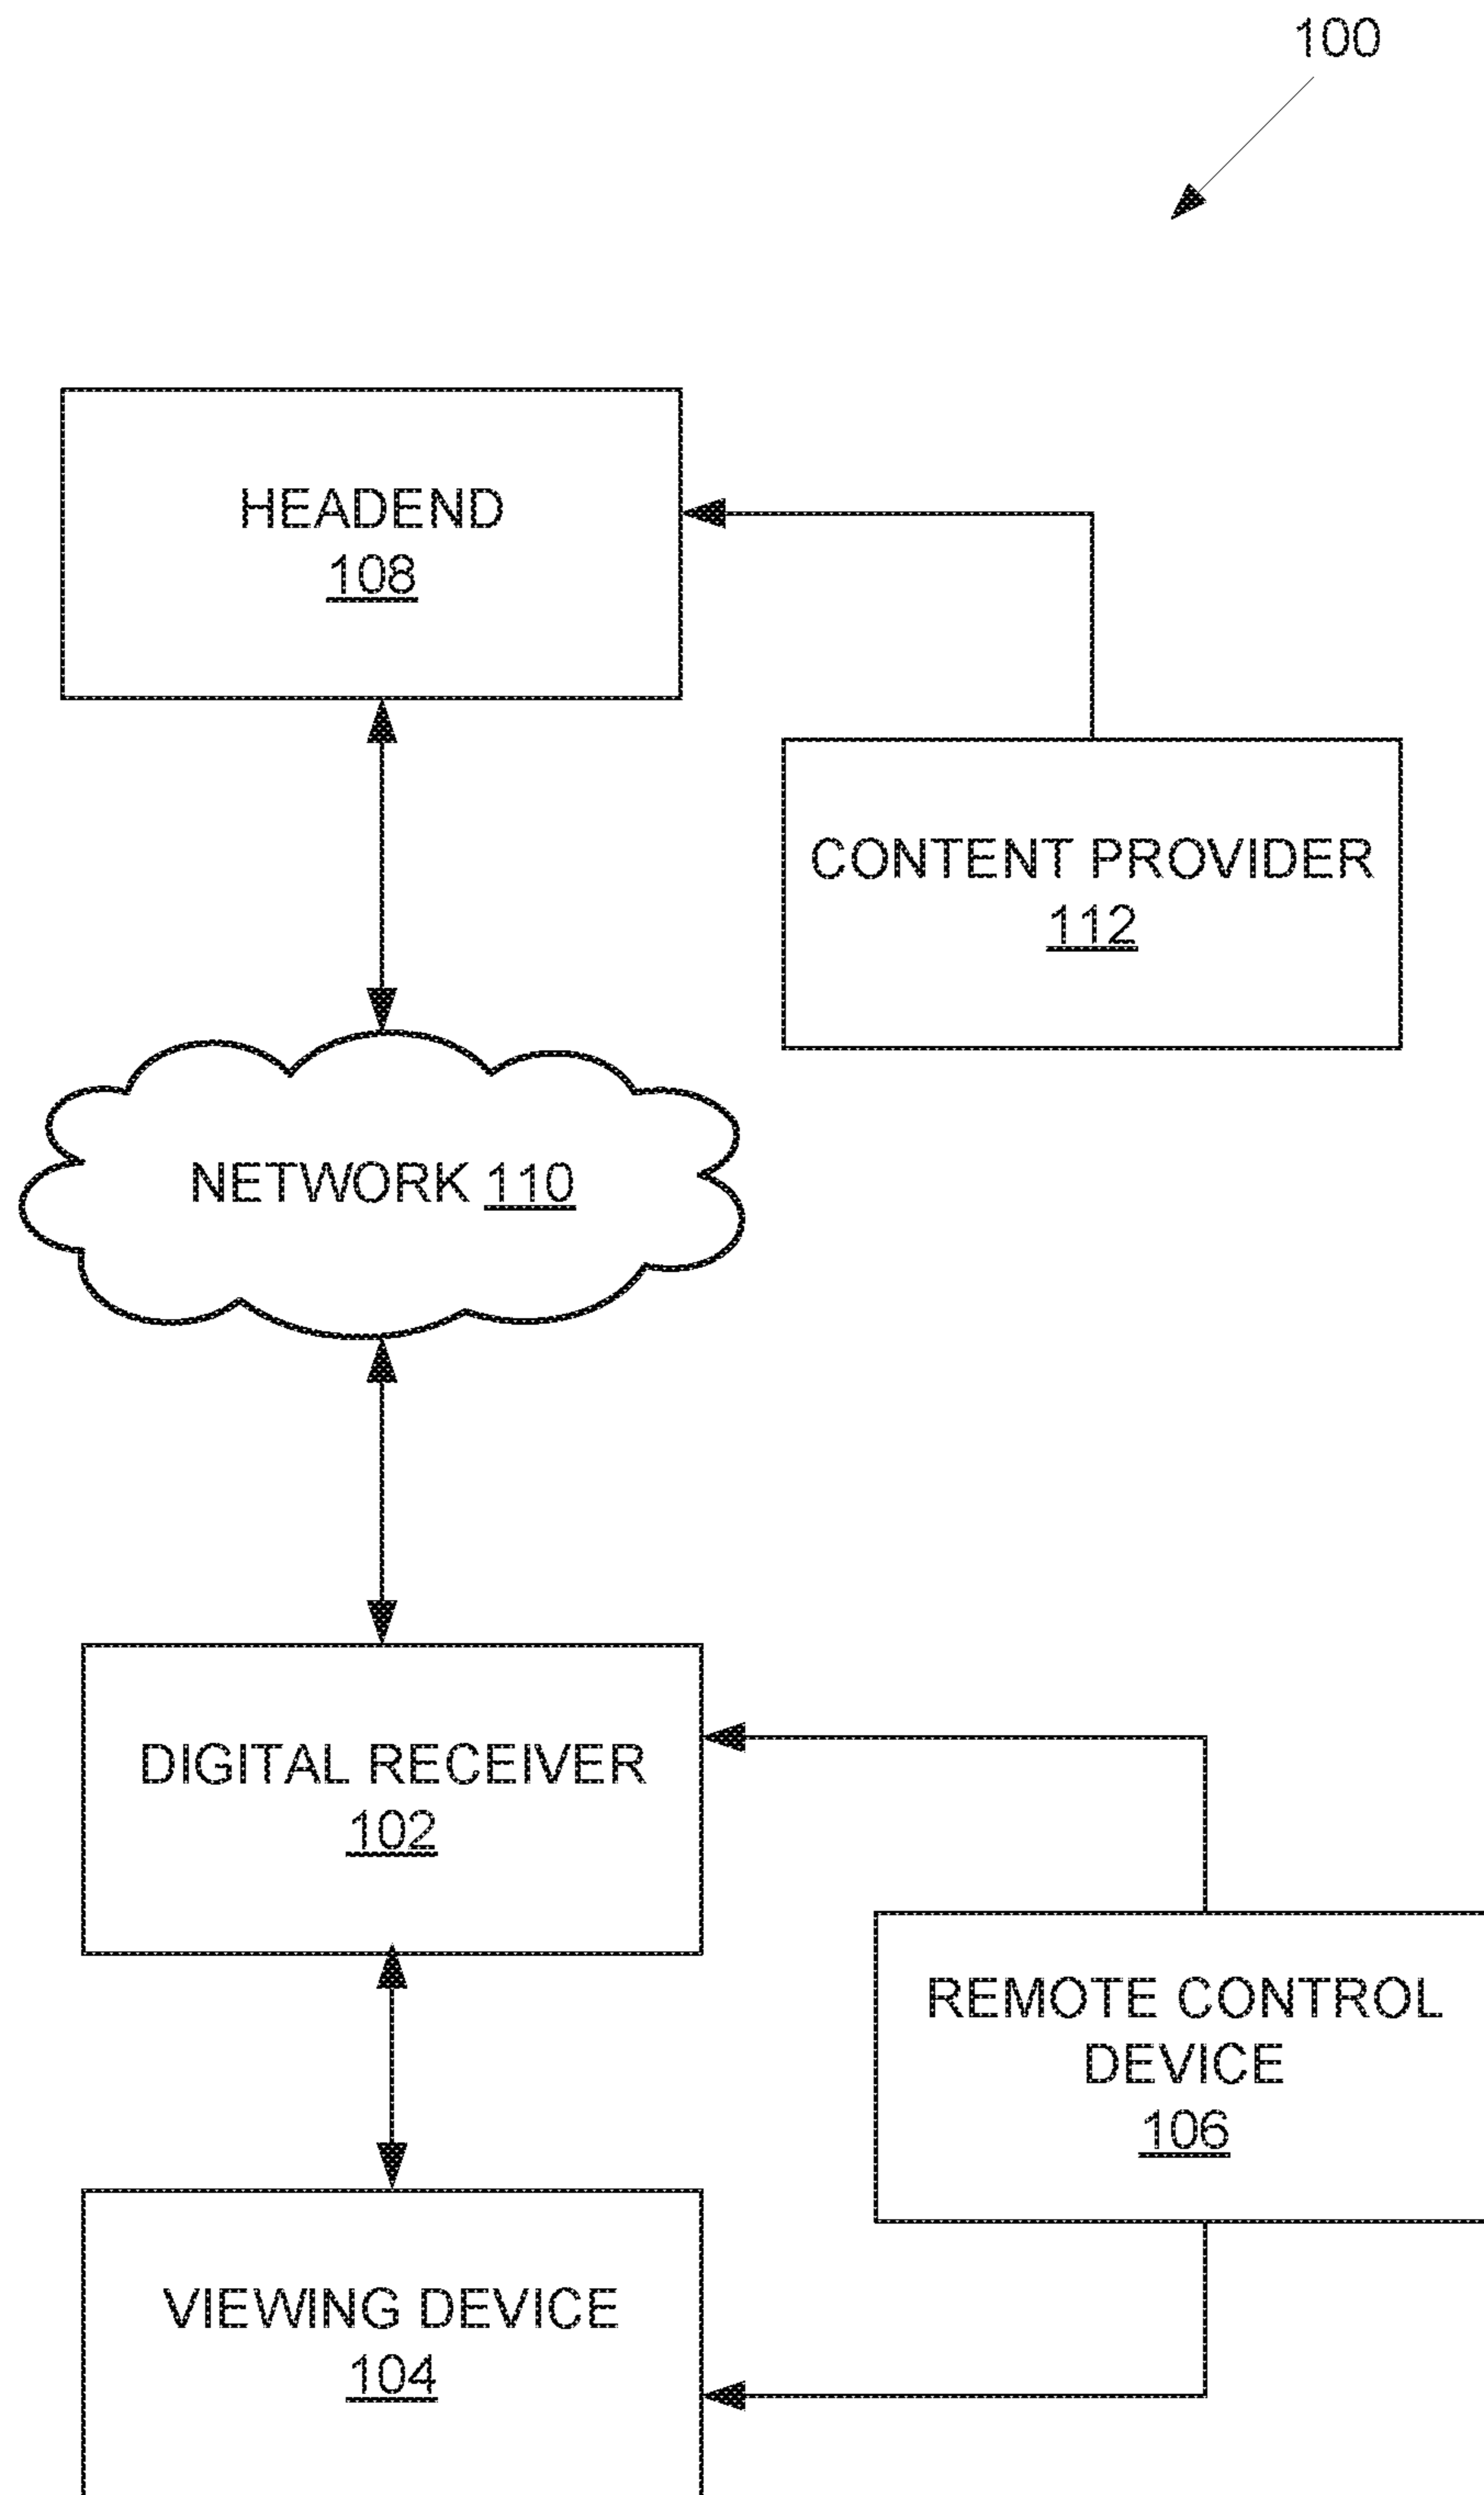 100
HEADEND
108
CONTENT PROVIDER
112
NETWORK 110
DIGITAL RECEIVER
102
REMOTE CONTROL
DEVICE
106
VIEWING DEVICE
104